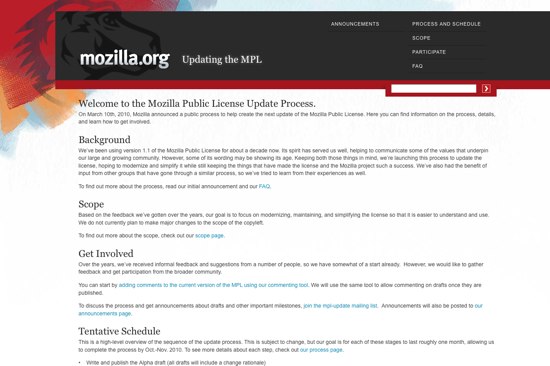 ANNOUNCEMENTS
PROCESS AND SCHEDULE
SCOPE
PARTICIPATE
FAQ
mozilla.org Updating the MPL
Welcome to the Mozilla Public License Update Process.
On March 10th, 2010, Mozilla announced a public process to help create the next update of the Mozilla Public License. Here you can find information on the process, details,
and learn how to get involved.
Background
We've been using version 1.1 of the Mozilla Public License for about a decade now. Its spirit has served us well, helping to communicate some of the values that underpin
our large and growing community. However, some of its wording may be showing its age. Keeping both those things in mind, we're launching this process to update the
license, hoping to modernize and simplify it while still keeping the things that have made the license and the Mozilla project such a success. We've also had the benefit of
input from other groups that have gone through a similar process, so we've tried to learn from their experiences as well.
To find out more about the process, read our initial announcement and our FAQ.
Scope
Based on the feedback we've gotten over the years, our goal is to focus on modernizing, maintaining, and simplifying the license so that it is easier to understand and use.
We do not currently plan to make major changes to the scope of the copyleft.
To find out more about the scope, check out our scope page.
Get Involved
Over the years, we've received informal feedback and suggestions from a number of people, so we have somewhat of a start already. However, we would like to gather
feedback and get participation from the broader community.
You can start by adding comments to the current version of the MPL using our commenting tool. We will use the same tool to allow commenting on drafts once they are
published.
To discuss the process and get announcements about drafts and other important milestones, join the mpl-update mailing list. Announcements will also be posted to our
announcements page.
Tentative Schedule
This is a high-level overview of the sequence of the update process. This is subject to change, but our goal is for each of these stages to last roughly one month, allowing us
to complete the process by Oct.-Nov. 2010. To see more details about each step, check out our process page.
• Write and publish the Alpha draft (all drafts will include a change rationale)